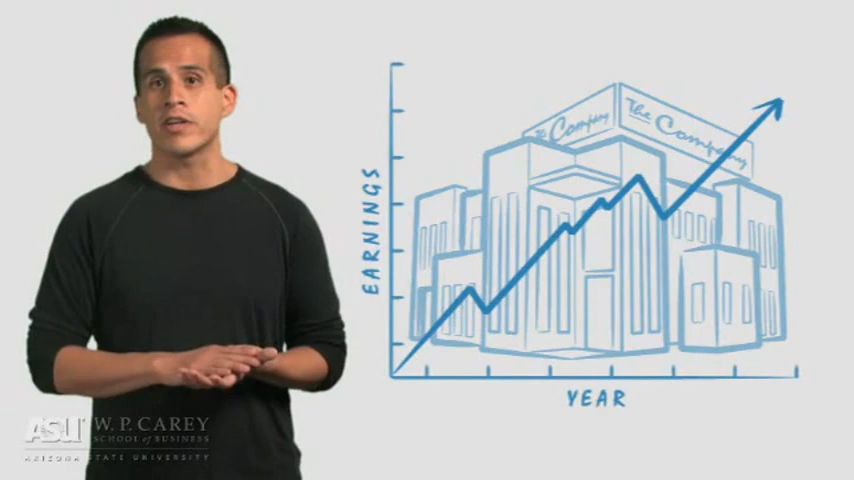 The Company
The Company
EARNINGS
YEAR
ASU W. P. CAREY
SCHOOL of BUSINESS
ARIZONA STATE UNIVERSITY